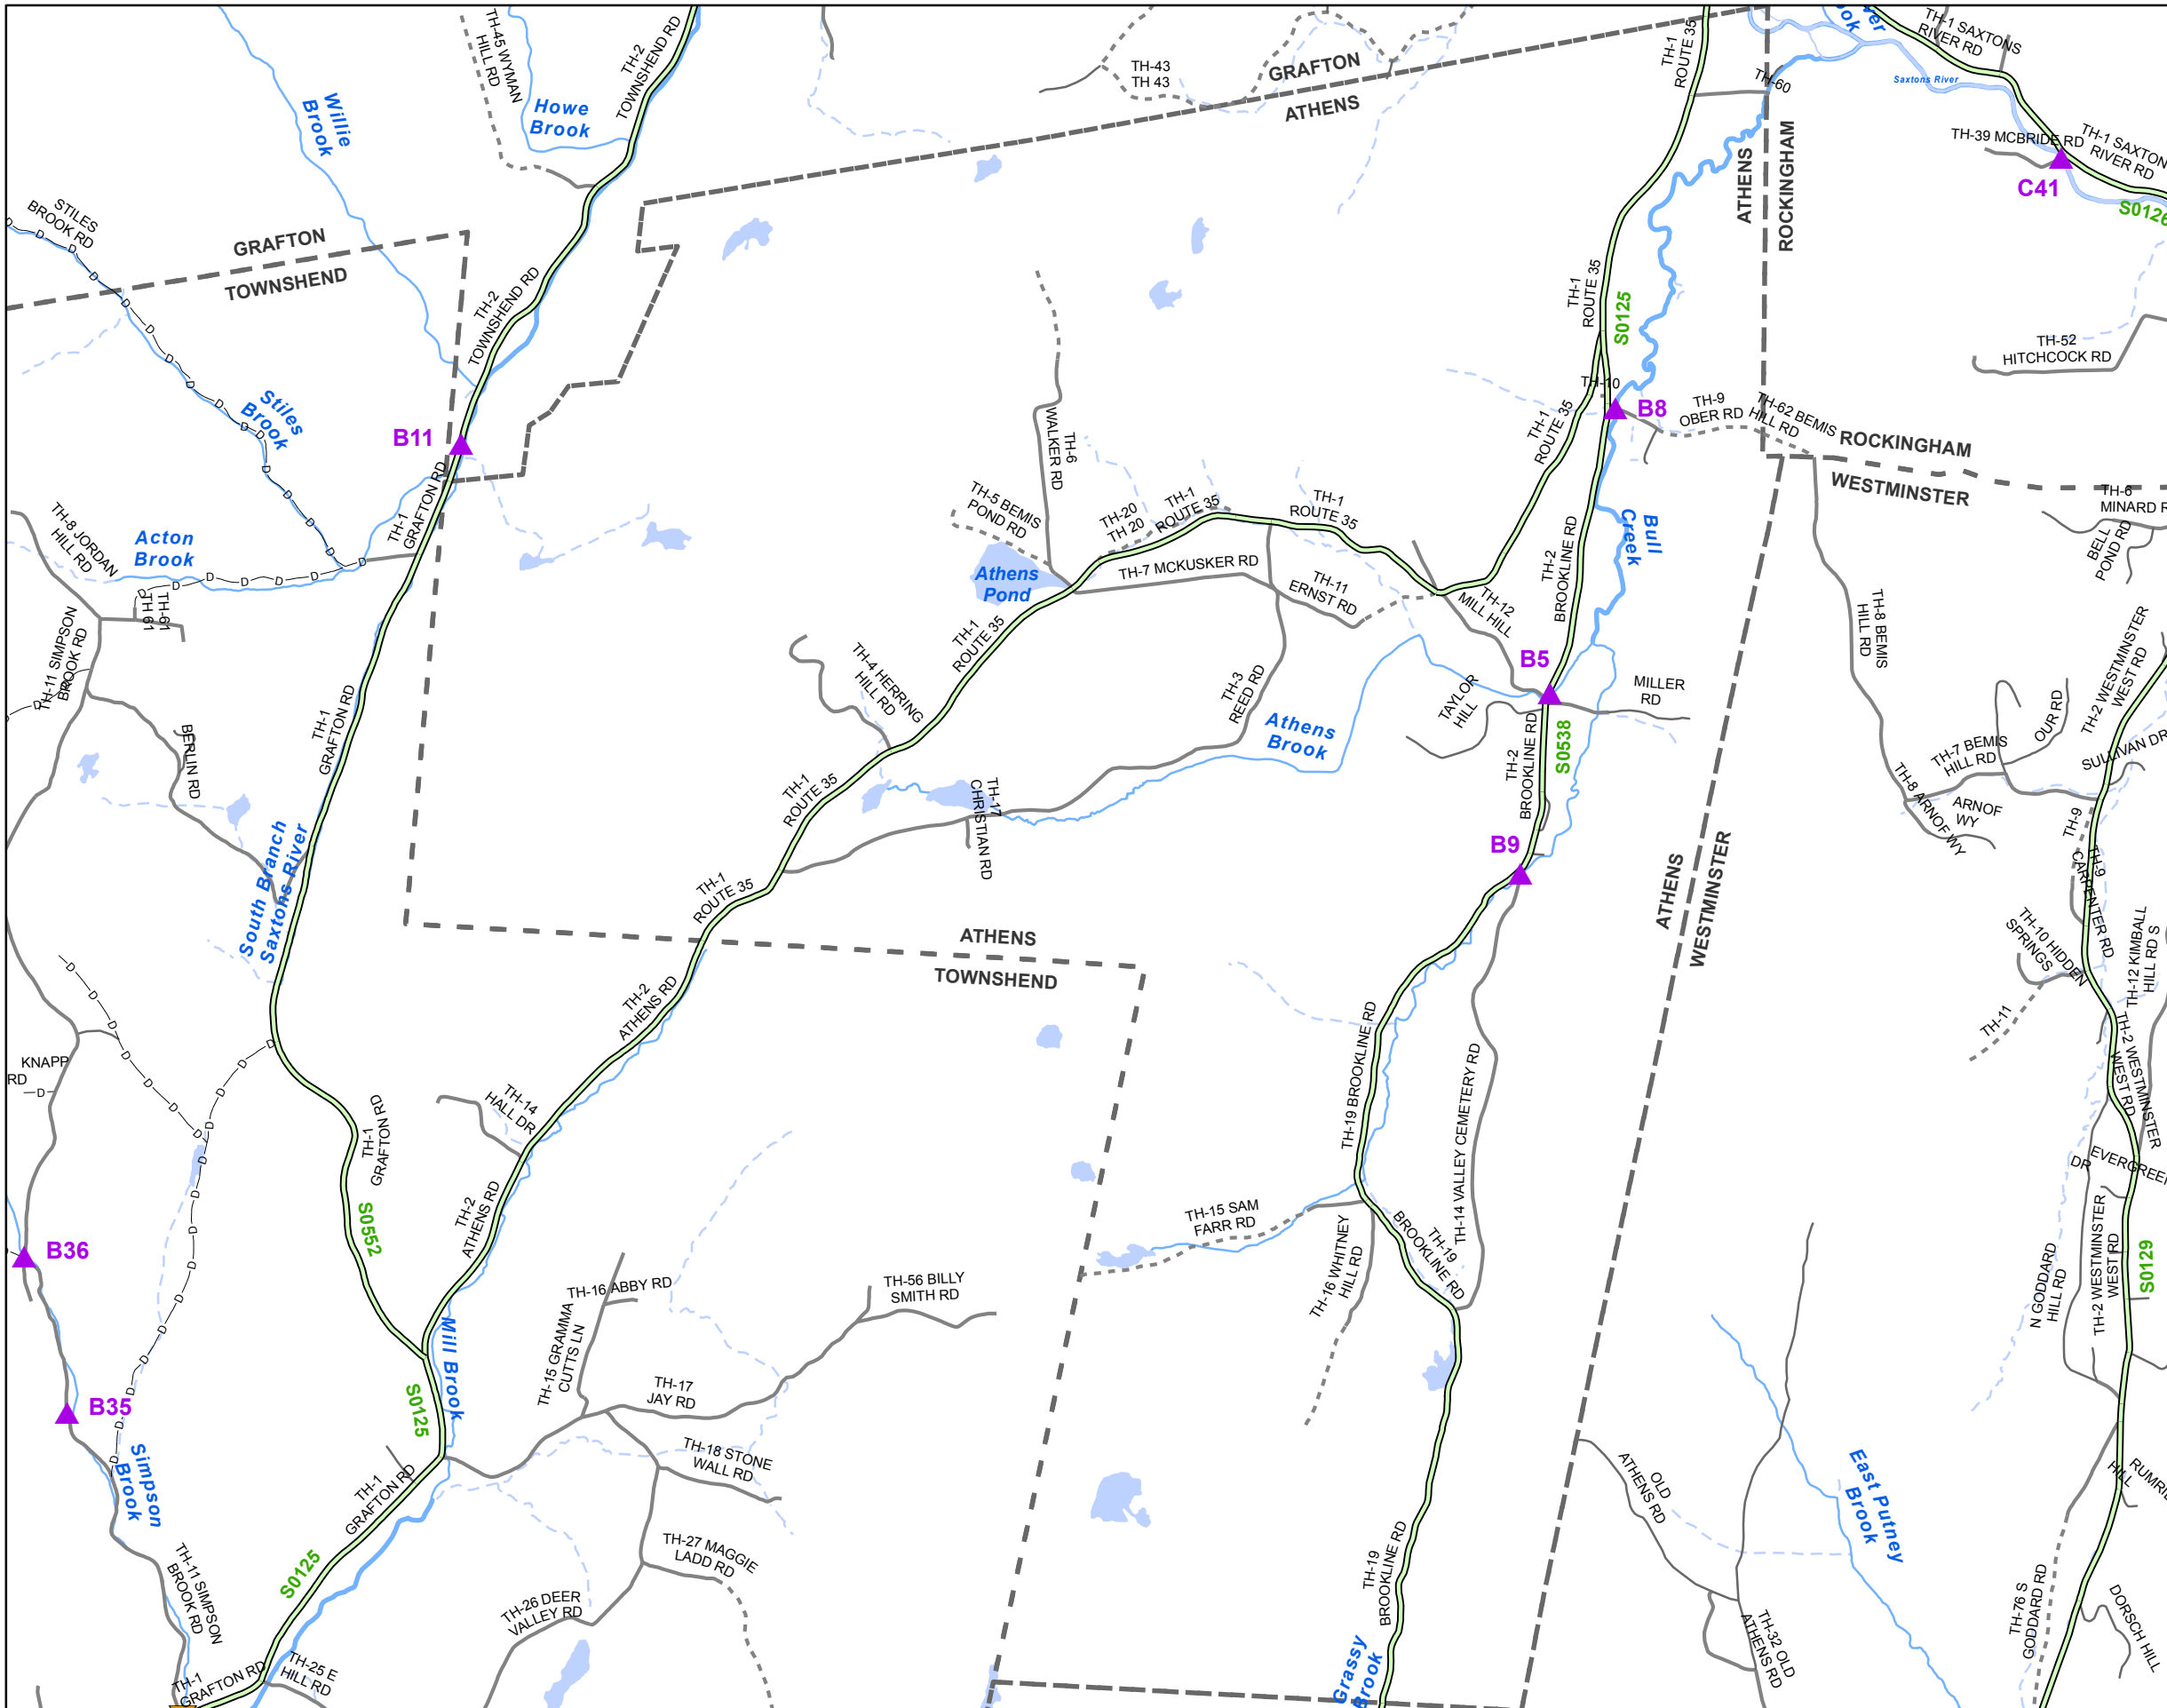 TH-45 WYMAN
HILL RD
TH-2
TOWNSHEND RD
Howe
Brook
Willie
Brook
TH-43
TH 43
GRAFTON
ATHENS
TH-1
ROUTE 35
TH-60
TH-1 SAXTONS
RIVER RD
Saxtons River
TH-39 MCBRIDE RD
TH-1 SAXTON
RIVER RD
C41
S0126
ATHENS
ROCKINGHAM
STILES
BROOK RD
GRAFTON
TOWNSHEND
TH-2
TOWNSHEND RD
TH-1
ROUTE 35
S0125
TH-52
HITCHCOCK RD
Stiles
Brook
B11
TH-10
B8
TH-9
OBER RD
TH-62 BEMIS
HILL RD
ROCKINGHAM
WESTMINSTER
TH-1
ROUTE 35
TH-6
WALKER RD
TH-5 BEMIS
POND RD
TH-20
TH 20
TH-1
ROUTE 35
TH-1
ROUTE 35
TH-6
MINARD R
BELL
POND RD
TH-1
GRAFTON RD
TH-8 JORDAN
HILL RD
Acton
Brook
TH-61
TH 61
Athens
Pond
TH-7 MCKUSKER RD
TH-11
ERNST RD
TH-12
MILL HILL
TH-2
BROOKLINE RD
Bull
Creek
TH-11 SIMPSON
BROOK RD
TH-1
ROUTE 35
TH-8 BEMIS
HILL RD
TH-2 WESTMINSTER
WEST RD
B5
TH-4 HERRING
HILL RD
TH-3
REED RD
TAYLOR
HILL
MILLER
RD
TH-1
GRAFTON RD
Athens
Brook
OUR RD
S0538
TH-2
BROOKLINE RD
BERLIN RD
TH-7 BEMIS
HILL RD
SULLIVAN DR
TH-1
ROUTE 35
TH-17
CHRISTIAN RD
TH-8 ARNOF WY
ARNOF
WY
TH-9
TH-9
CARPENTER RD
South Branch
Saxtons River
B9
TH-1
ROUTE 35
ATHENS
WESTMINSTER
ATHENS
TOWNSHEND
TH-10 HIDDEN
SPRINGS
TH-12 KIMBALL
HILL RD S
TH-2
ATHENS RD
TH-11
TH-2 WESTMINSTER
WEST RD
KNAPP
RD
TH-19 BROOKLINE RD
TH-14 VALLEY CEMETERY RD
TH-14
HALL DR
TH-1
GRAFTON RD
EVERGREEN
DR
TH-2
ATHENS RD
S0552
TH-15 SAM
FARR RD
TH-19
BROOKLINE RD
TH-16 WHITNEY
HILL RD
TH-2 WESTMINSTER
WEST RD
N GODDARD
HILL RD
S0129
B36
TH-16 ABBY RD
TH-56 BILLY
SMITH RD
TH-15 GRAMMA
CUTTS LN
Mill Brook
TH-17
JAY RD
S0125
B35
Simpson
Brook
TH-18 STONE
WALL RD
TH-1
GRAFTON RD
OLD
ATHENS RD
East Putney
Brook
HILL
TH-27 MAGGIE
LADD RD
S0125
TH-11 SIMPSON
BROOK RD
TH-26 DEER
VALLEY RD
TH-19
BROOKLINE RD
TH-76 S
GODDARD RD
DORSCH HILL
TH-32 OLD
ATHENS RD
TH-1
GRAFTON RD
TH-25 E
HILL RD
Grassy
Brook